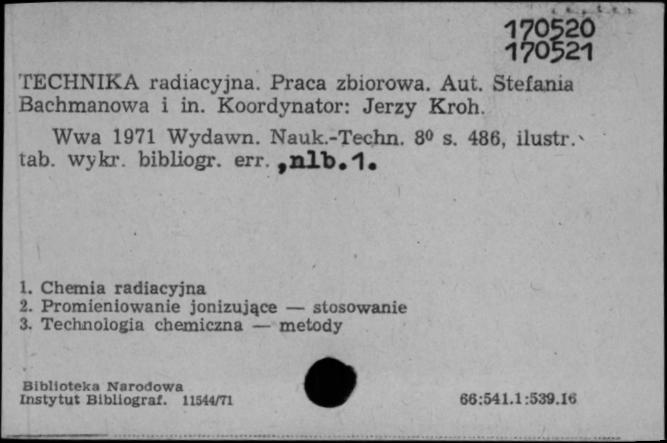 170520
170521
TECHNIKA radiacyjna. Praca zbiorowa. Aut. Stefania
Bachmanowa i in. Koordynator: Jerzy Kroh.
Wwa 1971 Wydawn. Nauk.-Techn. 8⁰ s. 486, ilustr.
tab. wykr. bibliogr. err. ,nlb.1.
1. Chemia radiacyjna
2. Promieniowanie jonizujące — stosowanie
3. Technologia chemiczna — metody
Biblioteka Narodowa
Instytut Bibliograf. 11544/71
66:541.1:539.16